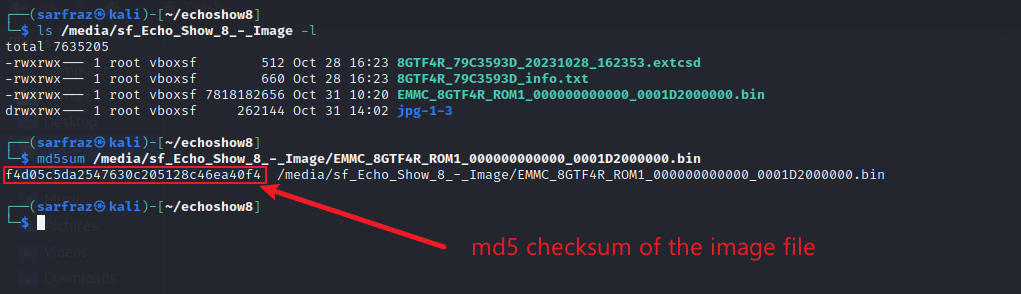 ┌──(sarfraz㉿kali)-[~/echoshow8]
└─$ ls /media/sf_Echo_Show_8_-_Image -l
total 7635205
-rwxrwx--- 1 root vboxsf        512 Oct 28 16:23 8GTF4R_79C3593D_20231028_162353.extcsd
-rwxrwx--- 1 root vboxsf        660 Oct 28 16:23 8GTF4R_79C3593D_info.txt
-rwxrwx--- 1 root vboxsf 7818182656 Oct 31 10:20 EMMC_8GTF4R_ROM1_000000000000_0001D2000000.bin
drwxrwx--- 1 root vboxsf     262144 Oct 31 14:02 jpg-1-3
┌──(sarfraz㉿kali)-[~/echoshow8]
└─$ md5sum /media/sf_Echo_Show_8_-_Image/EMMC_8GTF4R_ROM1_000000000000_0001D2000000.bin
f4d05c5da2547630c205128c46ea40f4  /media/sf_Echo_Show_8_-_Image/EMMC_8GTF4R_ROM1_000000000000_0001D2000000.bin
┌──(sarfraz㉿kali)-[~/echoshow8]
└─$
md5 checksum of the image file
Desktop
Pictures
Videos
Downloads